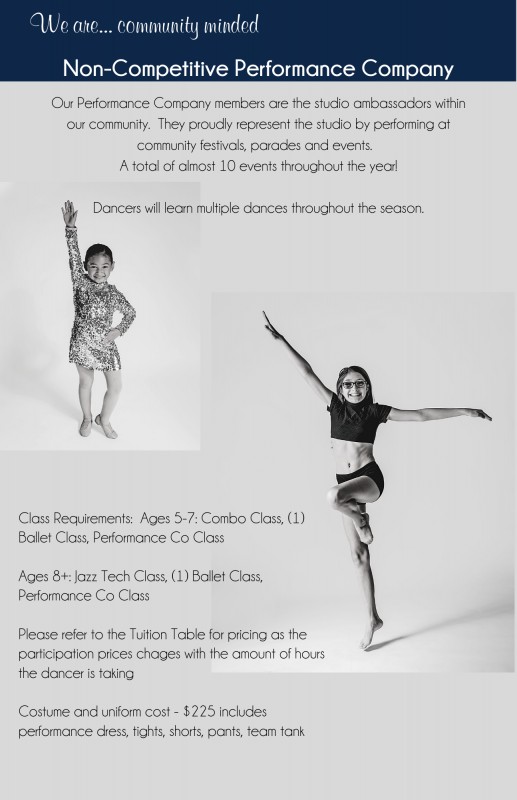 We are... community minded
Non-Competitive Performance Company
Our Performance Company members are the studio ambassadors within
our community. They proudly represent the studio by performing at
community festivals, parades and events.
A total of almost 10 events throughout the year!
Dancers will learn multiple dances throughout the season.
Class Requirements: Ages 5-7: Combo Class, (1)
Ballet Class, Performance Co Class
Ages 8+: Jazz Tech Class, (1) Ballet Class,
Performance Co Class
Please refer to the Tuition Table for pricing as the
participation prices chages with the amount of hours
the dancer is taking
Costume and uniform cost - $225 includes
performance dress, tights, shorts, pants, team tank